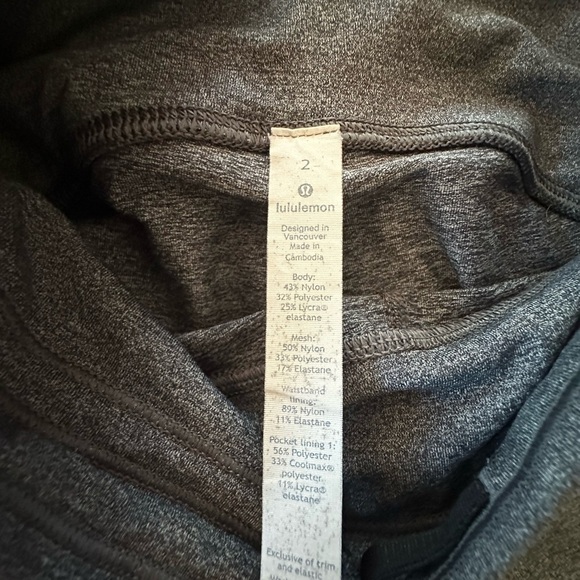 2
lululemon
Designed in
Vancouver
Made in
Cambodia
Body:
43% Nylon
32% Polyester
25% Lycra®
elastane
Mesh:
50% Nylon
33% Polyester
17% Elastane
Waistband
lining:
89% Nylon
11% Elastane
Pocket lining 1:
56% Polyester
33% Coolmax®
polyester
11% Lycra®
elastane
Exclusive of trim
and elastic